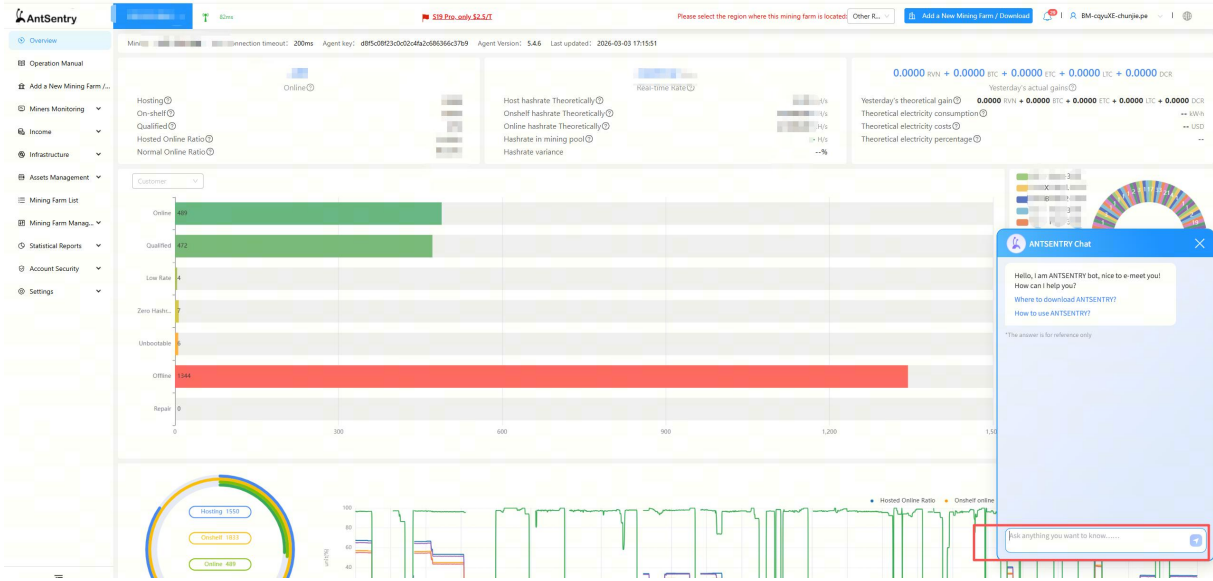 AntSentry
82ms
S19 Pro, only $2.5/T
Please select the region where this mining farm is located:
Other R...
Add a New Mining Farm / Download
BM-cqyuXE-chunjie.pe
Overview
Operation Manual
Add a New Mining Farm /...
Miners Monitoring
Income
Infrastructure
Assets Management
Mining Farm List
Mining Farm Manag...
Statistical Reports
Account Security
Settings
connection timeout: 200ms Agent key: d8f5c08f23c0c02c4fa2c686366c37b9 Agent Version: 5.4.6 Last updated: 2026-03-03 17:15:51
Online
Hosting
On-shelf
Qualified
Hosted Online Ratio
Normal Online Ratio
Real-time Rate
Host hashrate Theoretically
Onshelf hashrate Theoretically
Online hashrate Theoretically
Hashrate in mining pool
-- H/s
Hashrate variance
--%
0.0000 RVN + 0.0000 BTC + 0.0000 ETC + 0.0000 LTC + 0.0000 DCR
Yesterday's actual gains
Yesterday's theoretical gain 0.0000 RVN + 0.0000 BTC + 0.0000 ETC + 0.0000 LTC + 0.0000 DCR
Theoretical electricity consumption -- kW·h
Theoretical electricity costs -- USD
Theoretical electricity percentage --
Customer
Online 489
Qualified 472
Low Rate 4
Zero Hashr... 7
Unbootable 6
Offline 1344
Repair 0
0 300 600 900 1,200 1,50
Hosting 1550
Onshelf 1833
Online 489
Hosted Online Ratio Onshelf online
unit(%)
100
80
60
40
ANTSENTRY Chat
Hello, I am ANTSENTRY bot, nice to e-meet you!
How can I help you?
Where to download ANTSENTRY?
How to use ANTSENTRY?
*The answer is for reference only
Ask anything you want to know......